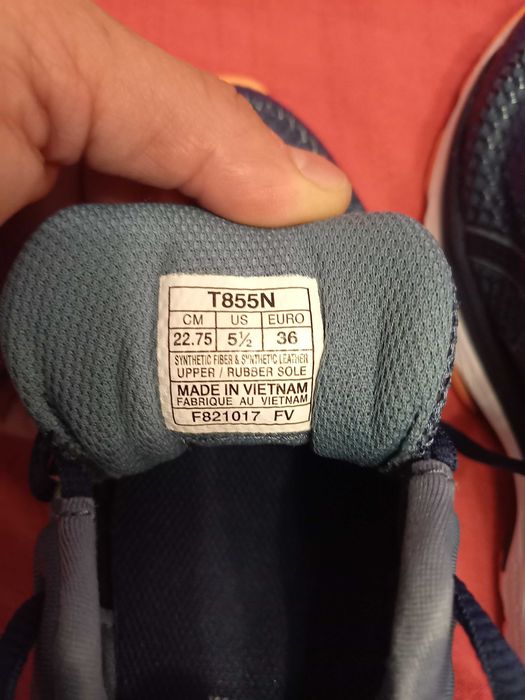 T855N
CM US EURO
22.75 5½ 36
SYNTHETIC FIBER & SYNTHETIC LEATHER
UPPER / RUBBER SOLE
MADE IN VIETNAM
FABRIQUE AU VIETNAM
F821017 FV